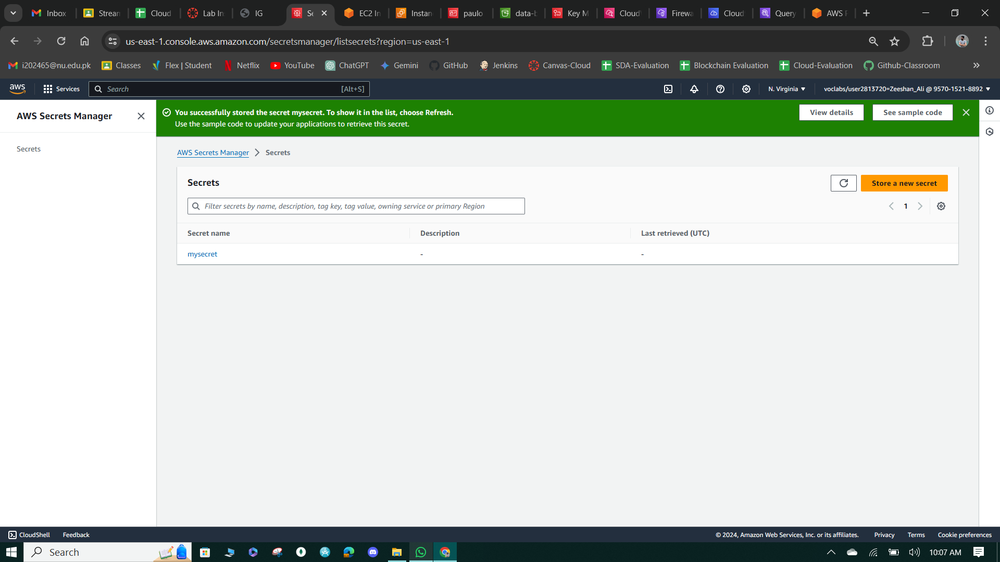 Inbox
Strean
Cloud
Lab In
IG
Se
EC2 In
Instan
paulo
data-b
Key M
Cloud
Firewa
Cloud
Query
AWS F
us-east-1.console.aws.amazon.com/secretsmanager/listsecrets?region=us-east-1
i202465@nu.edu.pk
Classes
Flex | Student
Netflix
YouTube
ChatGPT
Gemini
GitHub
Jenkins
Canvas-Cloud
SDA-Evaluation
Blockchain Evaluation
Cloud-Evaluation
Github-Classroom
aws
Services
Search
[Alt+S]
N. Virginia
voclabs/user2813720=Zeeshan_Ali @ 9570-1521-8892
AWS Secrets Manager
Secrets
You successfully stored the secret mysecret. To show it in the list, choose Refresh.
Use the sample code to update your applications to retrieve this secret.
View details
See sample code
AWS Secrets Manager
Secrets
Secrets
Store a new secret
Filter secrets by name, description, tag key, tag value, owning service or primary Region
1
Secret name
Description
Last retrieved (UTC)
mysecret
-
-
CloudShell
Feedback
© 2024, Amazon Web Services, Inc. or its affiliates.
Privacy
Terms
Cookie preferences
Search
10:07 AM